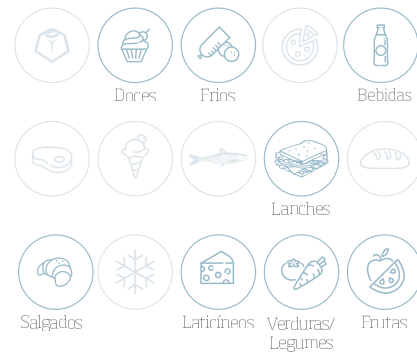 Doces
Frios
Bebidas
Lanches
Salgados
Laticíneos
Verduras/
Legumes
Frutas